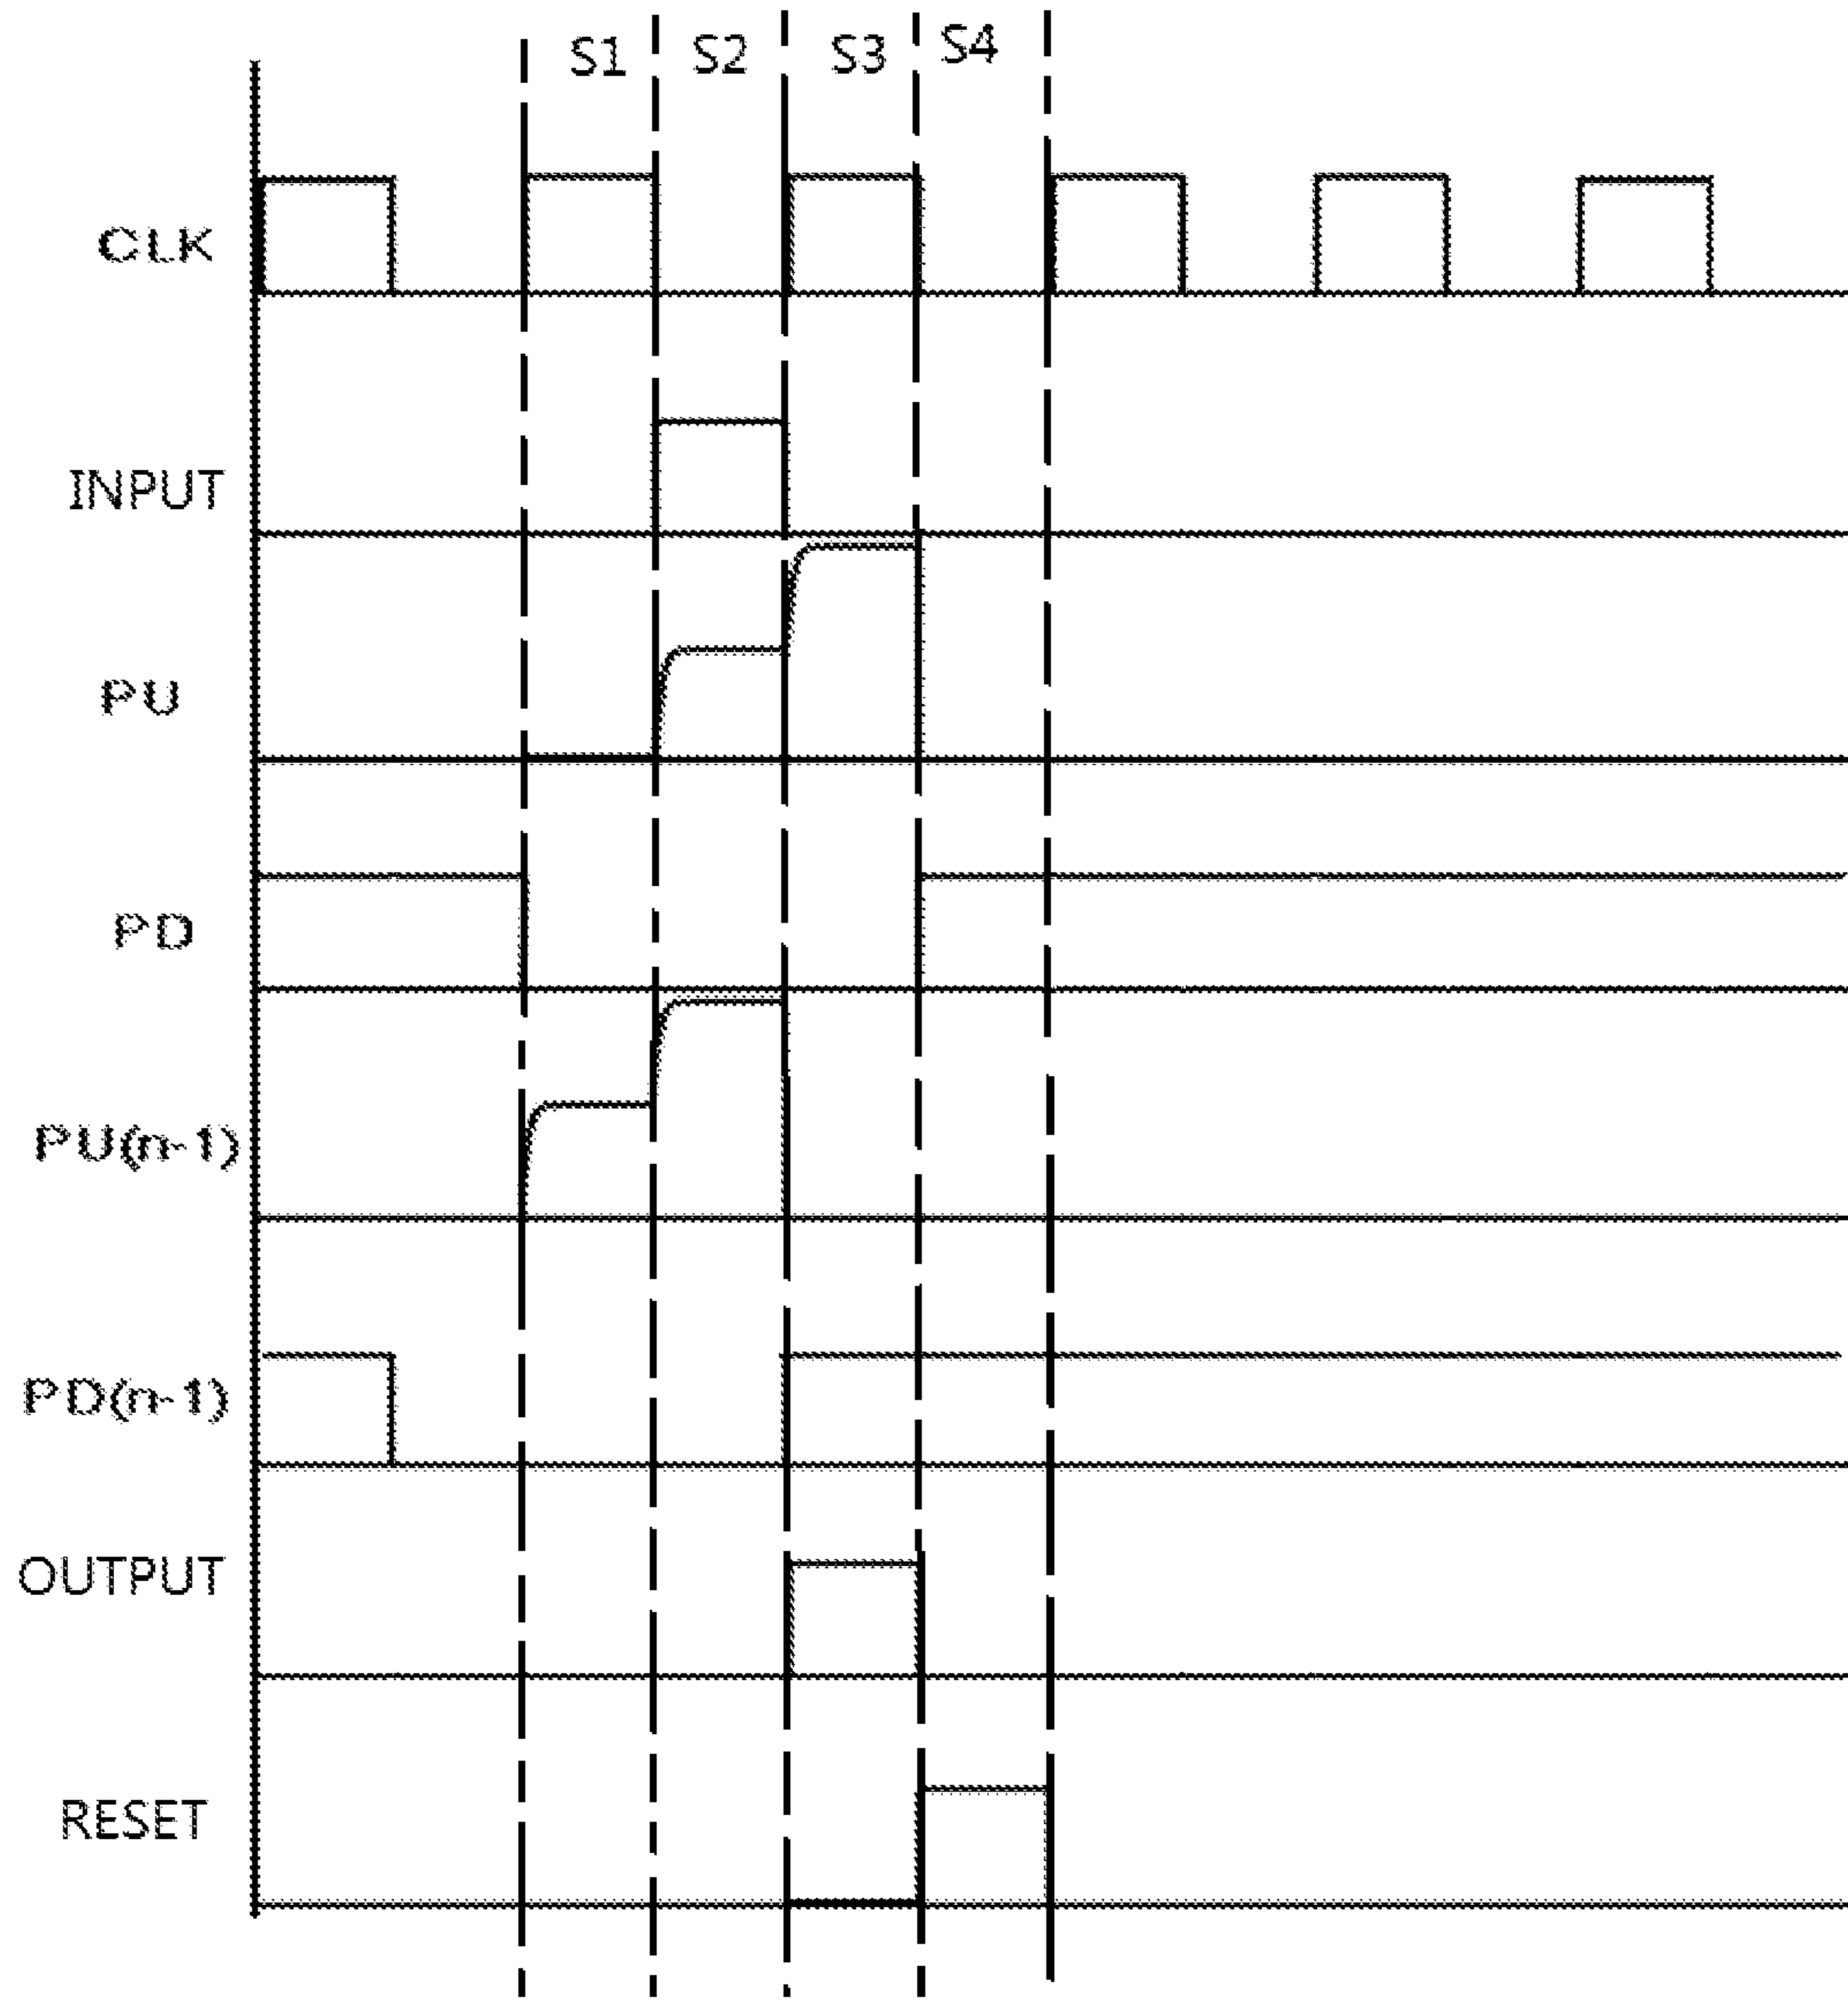 S1 S2 S3 S4
CLK
INPUT
PU
PD
PU(n-1)
PD(n-1)
OUTPUT
RESET